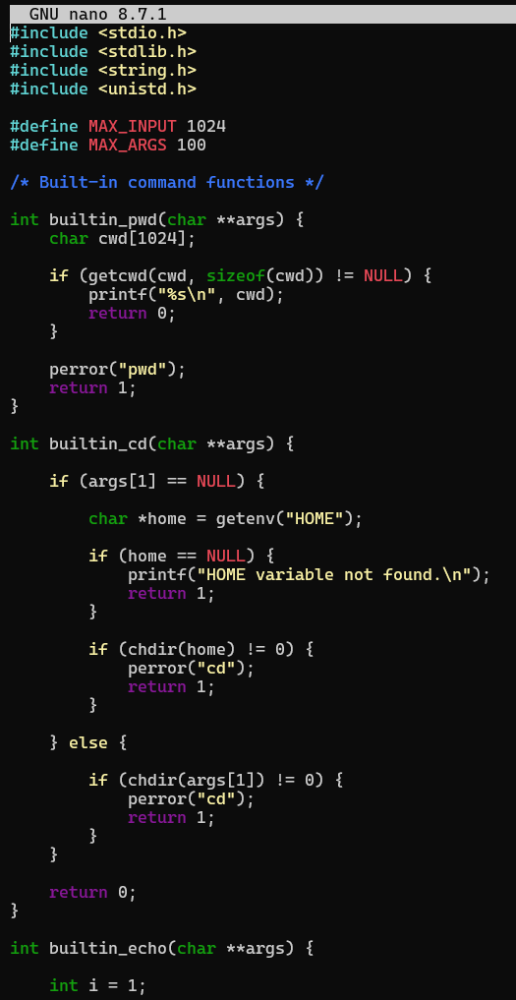 GNU nano 8.7.1
#include <stdio.h>
#include <stdlib.h>
#include <string.h>
#include <unistd.h>

#define MAX_INPUT 1024
#define MAX_ARGS 100

/* Built-in command functions */

int builtin_pwd(char **args) {
    char cwd[1024];

    if (getcwd(cwd, sizeof(cwd)) != NULL) {
        printf("%s\n", cwd);
        return 0;
    }

    perror("pwd");
    return 1;
}

int builtin_cd(char **args) {

    if (args[1] == NULL) {

        char *home = getenv("HOME");

        if (home == NULL) {
            printf("HOME variable not found.\n");
            return 1;
        }

        if (chdir(home) != 0) {
            perror("cd");
            return 1;
        }

    } else {

        if (chdir(args[1]) != 0) {
            perror("cd");
            return 1;
        }
    }

    return 0;
}

int builtin_echo(char **args) {

    int i = 1;